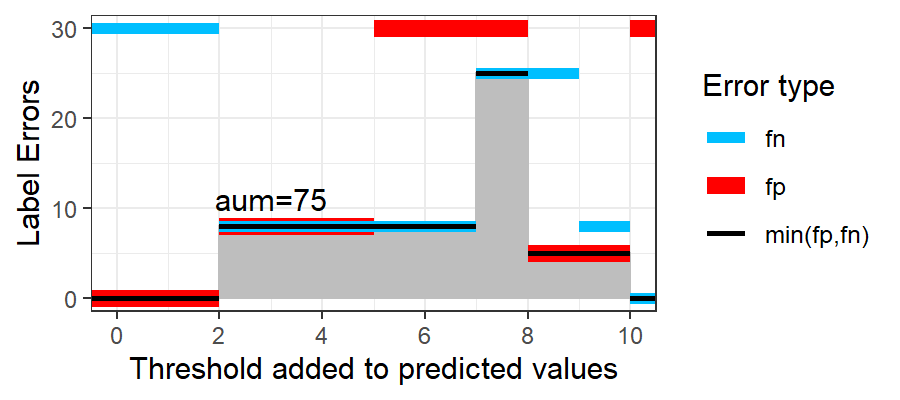 Label Errors
30
20
10
0
aum=75
0 2 4 6 8 10
Threshold added to predicted values
Error type
fn
fp
min(fp,fn)